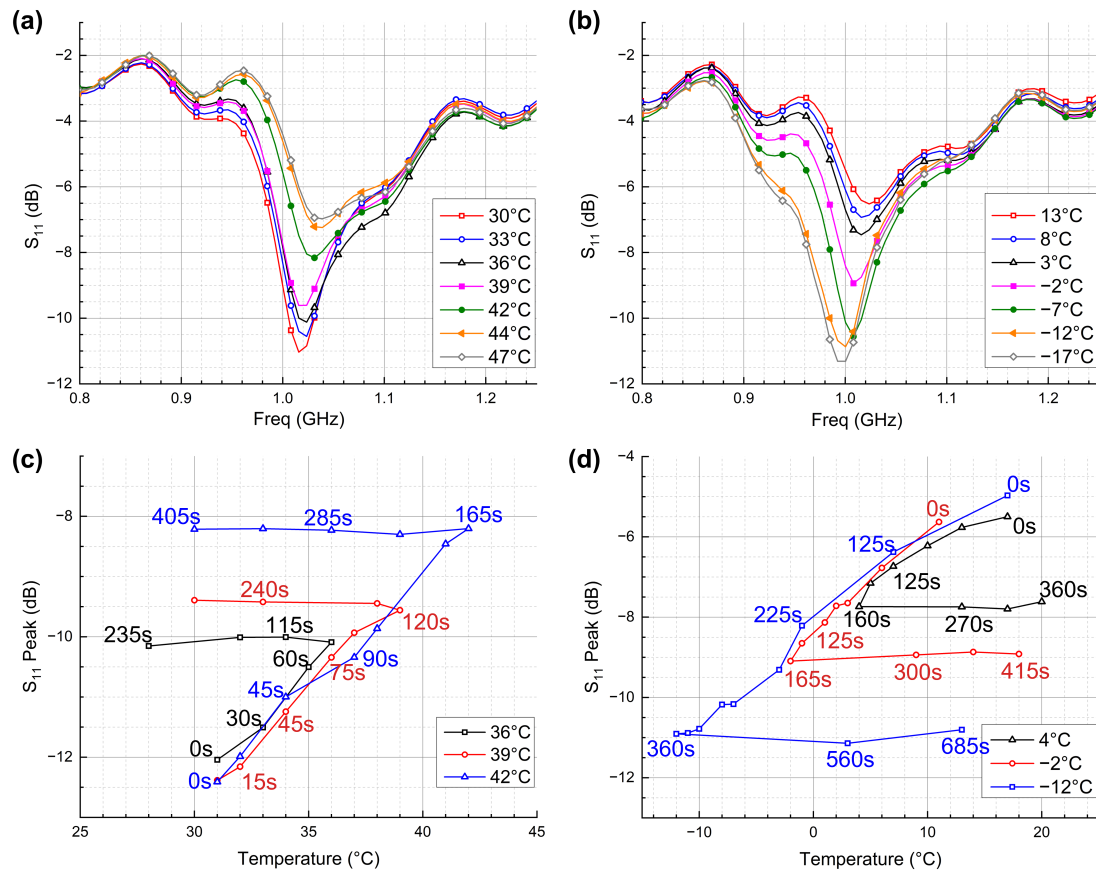 (a)
−2
−4
−6
−8
−10
−12
S11 (dB)
0.8 0.9 1.0 1.1 1.2
Freq (GHz)
30°C
33°C
36°C
39°C
42°C
44°C
47°C
(b)
−2
−4
−6
−8
−10
−12
S11 (dB)
0.8 0.9 1.0 1.1 1.2
Freq (GHz)
13°C
8°C
3°C
−2°C
−7°C
−12°C
−17°C
(c)
−8
−10
−12
S11 Peak (dB)
405s 285s 165s
240s
120s
235s 115s
60s
75s
90s
45s
30s
45s
0s
0s
15s
36°C
39°C
42°C
25 30 35 40 45
Temperature (°C)
(d)
−4
−6
−8
−10
−12
S11 Peak (dB)
0s
0s
0s
125s
125s
360s
225s
160s
270s
125s
165s
300s
415s
360s
560s
685s
4°C
−2°C
−12°C
−10 0 10 20
Temperature (°C)